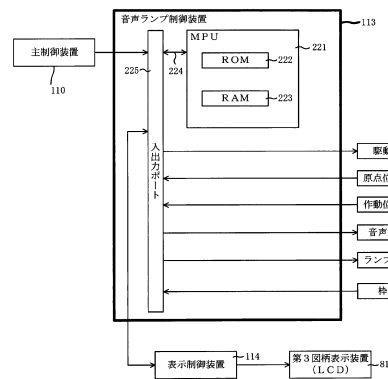 音声ランプ制御装置
113
MPU
221
主制御装置
110
225
224
ROM
222
RAM
223
入出力ポート
駆動
原点位
作動位
音声
ランプ
枠
表示制御装置
114
第3図柄表示装置
(LCD)
81